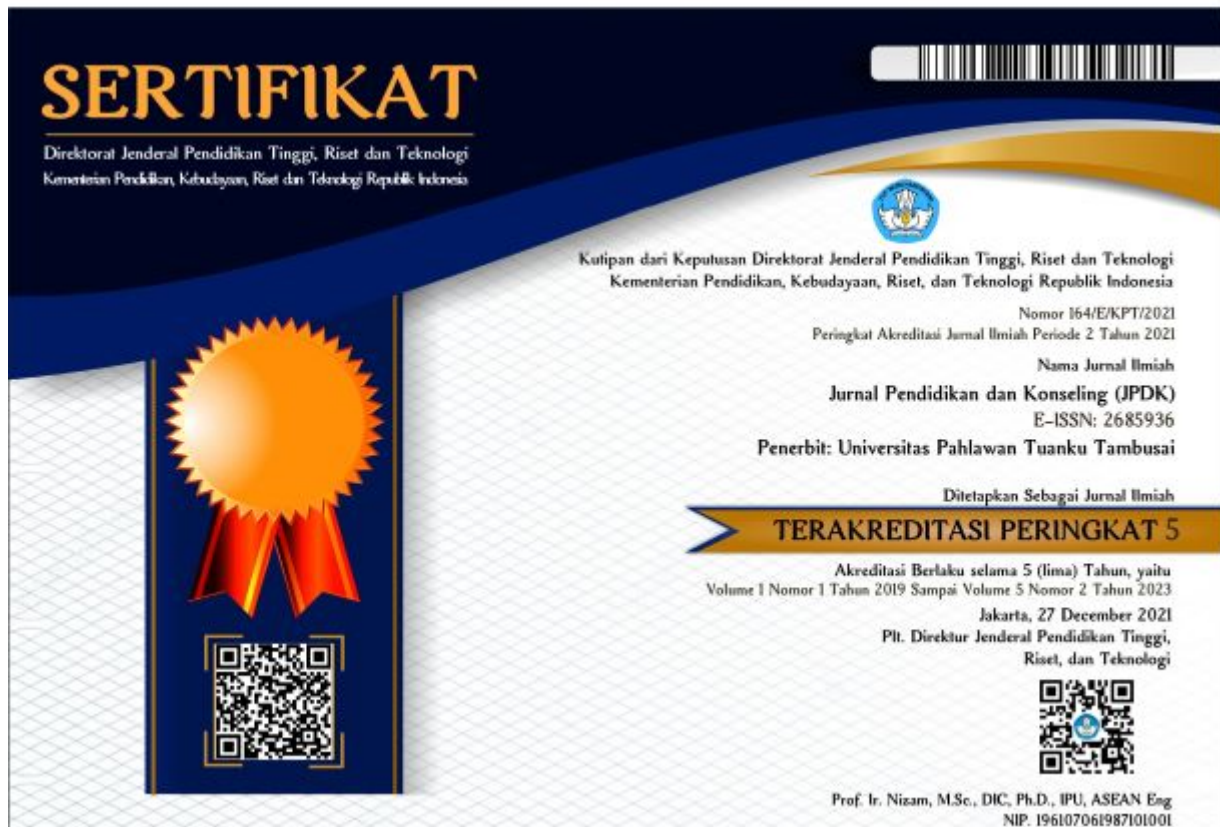 SERTIFIKAT
Direktorat Jenderal Pendidikan Tinggi, Riset dan Teknologi
Kementerian Pendidikan, Kebudayaan, Riset dan Teknologi Republik Indonesia
Kutipan dari Keputusan Direktorat Jenderal Pendidikan Tinggi, Riset dan Teknologi
Kementerian Pendidikan, Kebudayaan, Riset, dan Teknologi Republik Indonesia
Nomor 164/E/KPT/2021
Peringkat Akreditasi Jurnal Ilmiah Periode 2 Tahun 2021
Nama Jurnal Ilmiah
Jurnal Pendidikan dan Konseling (JPDK)
E-ISSN: 2685936
Penerbit: Universitas Pahlawan Tuanku Tambusai
Ditetapkan Sebagai Jurnal Ilmiah
TERAKREDITASI PERINGKAT 5
Akreditasi Berlaku selama 5 (lima) Tahun, yaitu
Volume 1 Nomor 1 Tahun 2019 Sampai Volume 5 Nomor 2 Tahun 2023
Jakarta, 27 December 2021
Plt. Direktur Jenderal Pendidikan Tinggi,
Riset, dan Teknologi
Prof. Ir. Nizam, M.Sc., DIC, Ph.D., IPU, ASEAN Eng
NIP. 196107061987101001